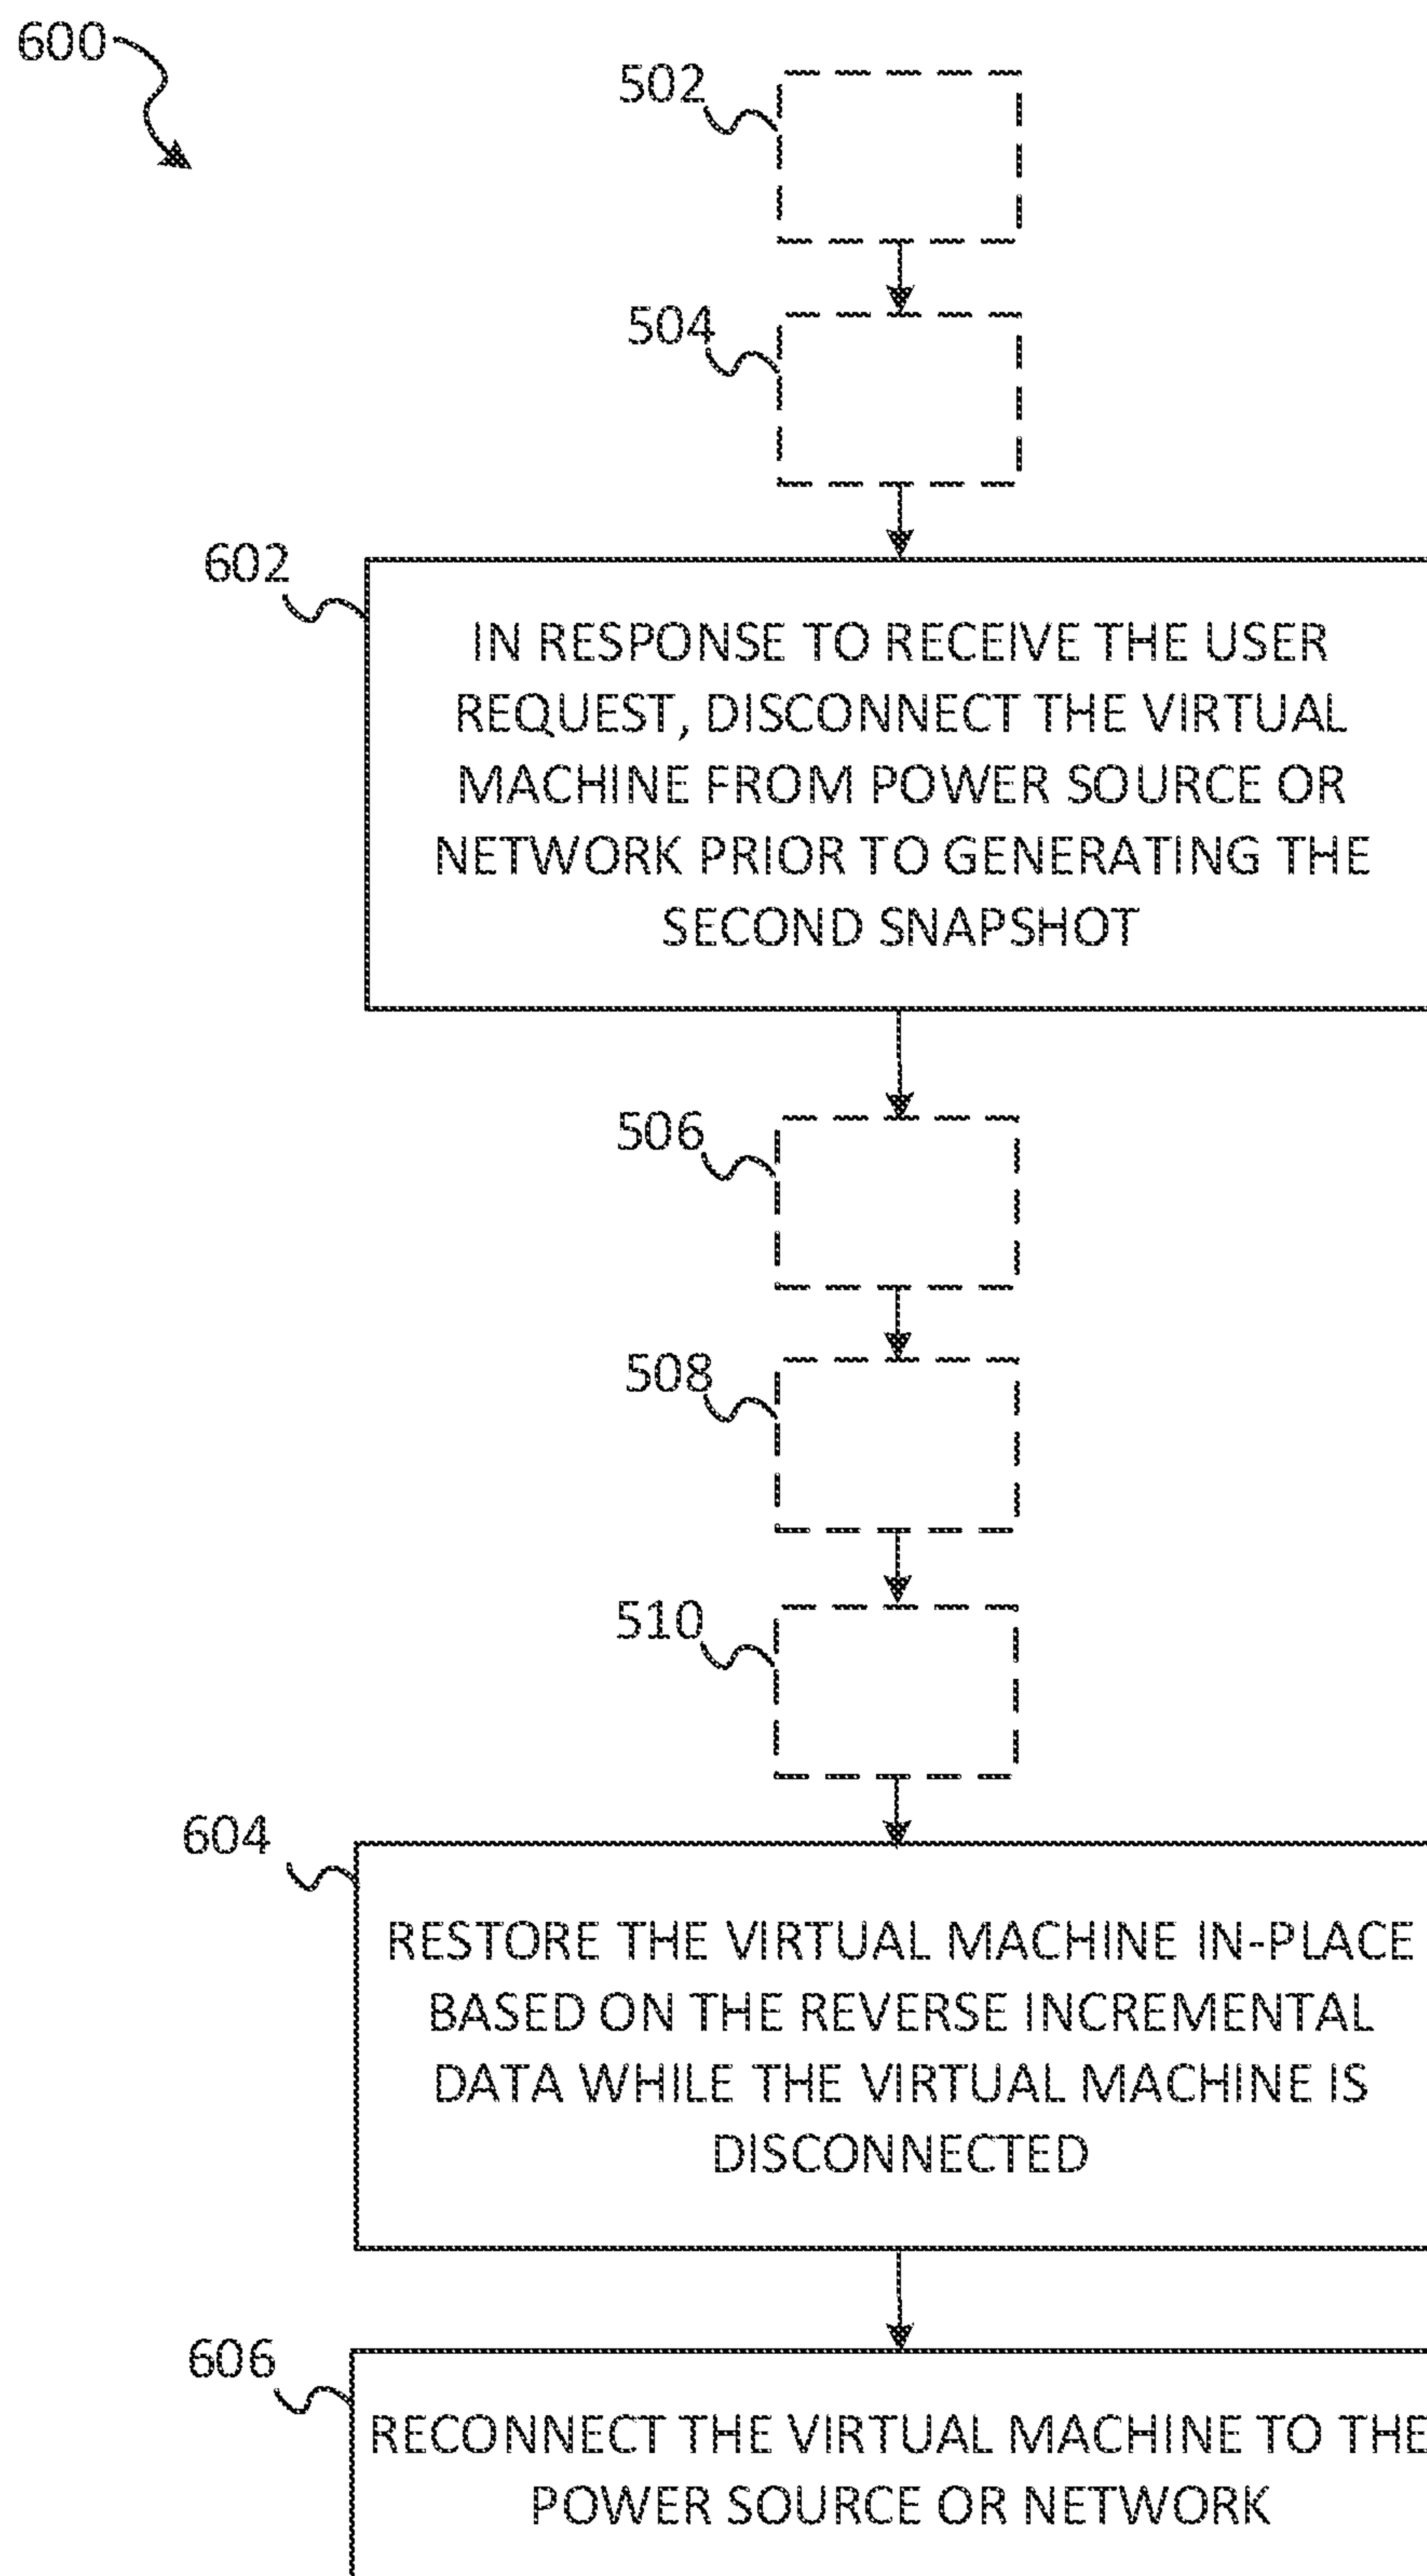 600
502
504
602
IN RESPONSE TO RECEIVE THE USER
REQUEST, DISCONNECT THE VIRTUAL
MACHINE FROM POWER SOURCE OR
NETWORK PRIOR TO GENERATING THE
SECOND SNAPSHOT
506
508
510
604
RESTORE THE VIRTUAL MACHINE IN-PLACE
BASED ON THE REVERSE INCREMENTAL
DATA WHILE THE VIRTUAL MACHINE IS
DISCONNECTED
606
RECONNECT THE VIRTUAL MACHINE TO THE
POWER SOURCE OR NETWORK